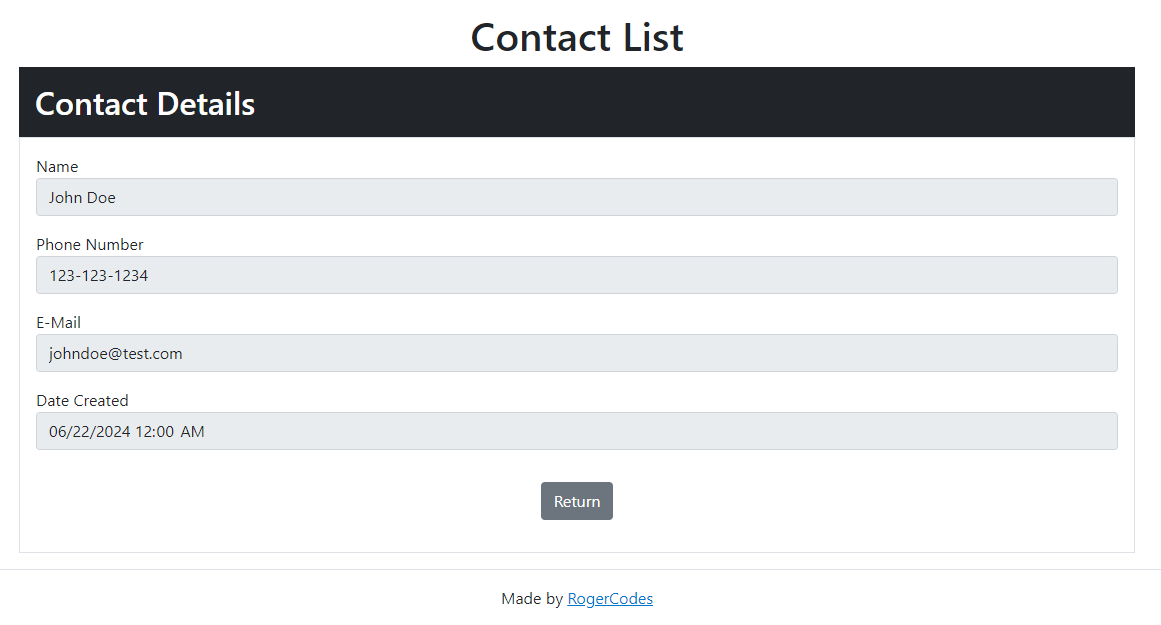 Contact List
Contact Details
Name
John Doe
Phone Number
123-123-1234
E-Mail
johndoe@test.com
Date Created
06/22/2024 12:00 AM
Return
Made by RogerCodes